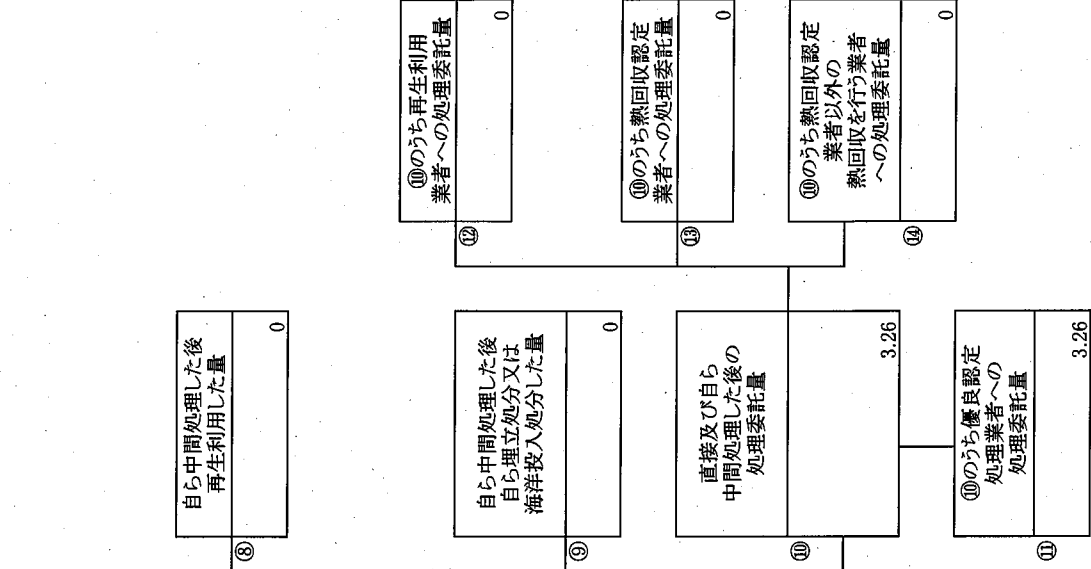 ⑧
自ら中間処理した後
再生利用した量
0
⑨
自ら中間処理した後
自ら埋立処分又は
海洋投入処分した量
0
⑩
直接及び自ら
中間処理した後の
処理委託量
3.26
⑪
⑩のうち優良認定
処理業者への
処理委託量
3.26
⑫
⑩のうち再生利用
業者への処理委託量
0
⑬
⑩のうち熱回収認定
業者への処理委託量
0
⑭
⑩のうち熱回収認定
業者以外の
熱回収を行う業者
への処理委託量
0